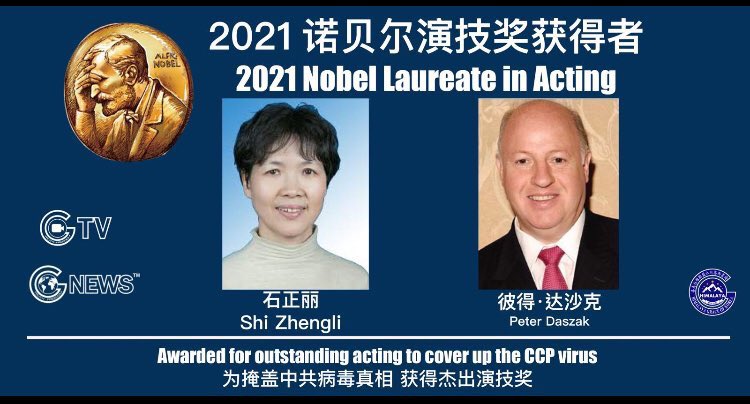 2021 诺贝尔演技奖获得者
2021 Nobel Laureate in Acting
ALFR
NOBEL
GTV
GNEWS™
石正丽
Shi Zhengli
彼得·达沙克
Peter Daszak
HIMALAYA
Awarded for outstanding acting to cover up the CCP virus
为掩盖中共病毒真相 获得杰出演技奖